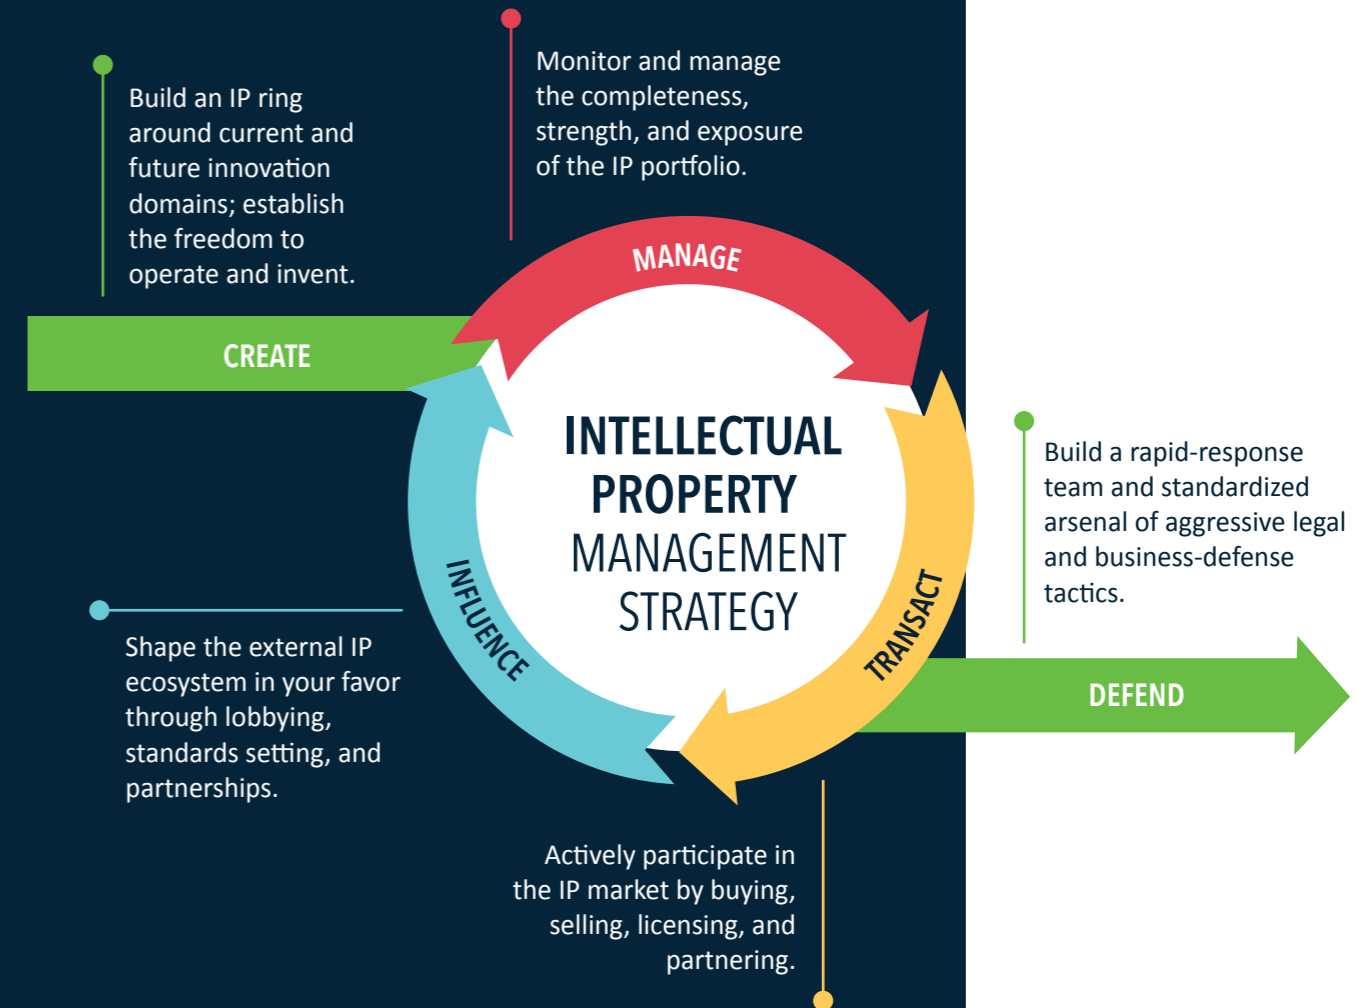 Build an IP ring
around current and
future innovation
domains; establish
the freedom to
operate and invent.
Monitor and manage
the completeness,
strength, and exposure
of the IP portfolio.
MANAGE
CREATE
INTELLECTUAL
PROPERTY
MANAGEMENT
STRATEGY
Build a rapid-response
team and standardized
arsenal of aggressive legal
and business-defense
tactics.
INFLUENCE
TRANSACT
DEFEND
Shape the external IP
ecosystem in your favor
through lobbying,
standards setting, and
partnerships.
Actively participate in
the IP market by buying,
selling, licensing, and
partnering.